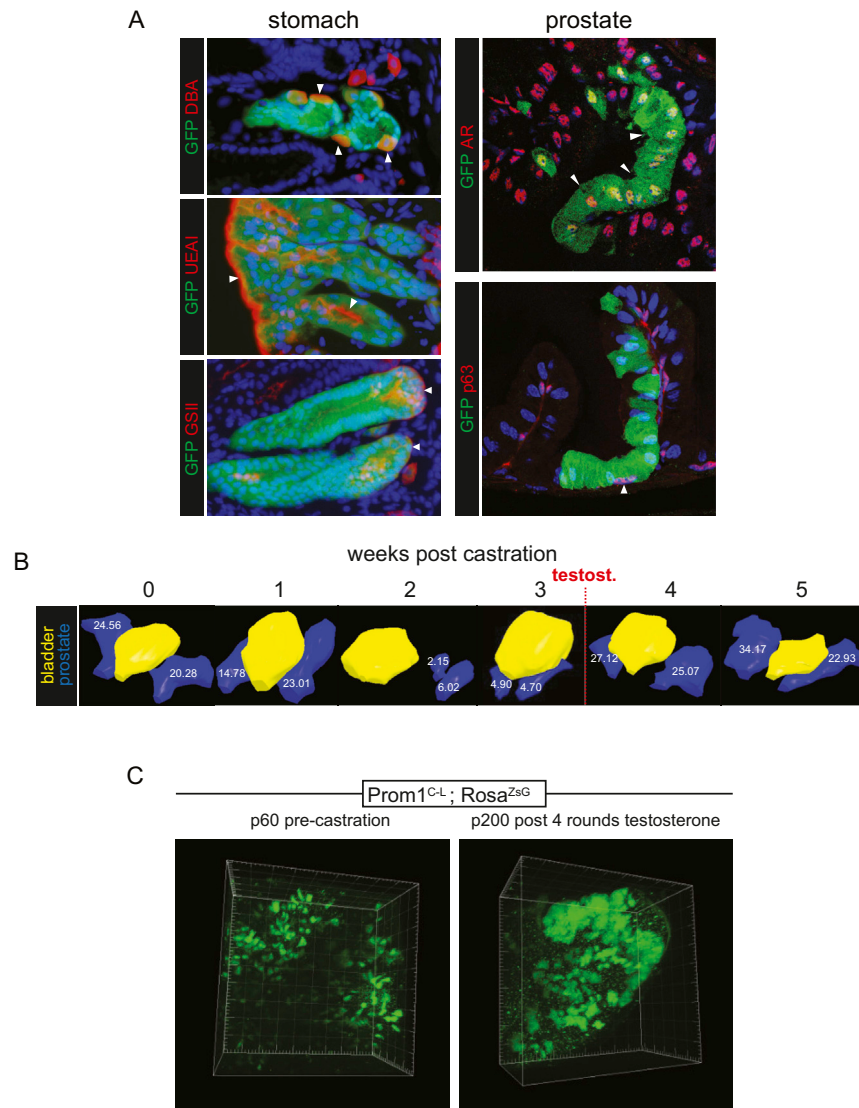 A
stomach
prostate
GFP DBA
GFP UEAI
GFP GSII
GFP AR
GFP p63
B
weeks post castration
testost.
0 1 2 3 4 5
bladder
prostate
24.56
20.28
14.78
23.01
2.15
6.02
4.90
4.70
27.12
25.07
34.17
22.93
C
Prom1C-L ; RosaZsG
p60 pre-castration
p200 post 4 rounds testosterone